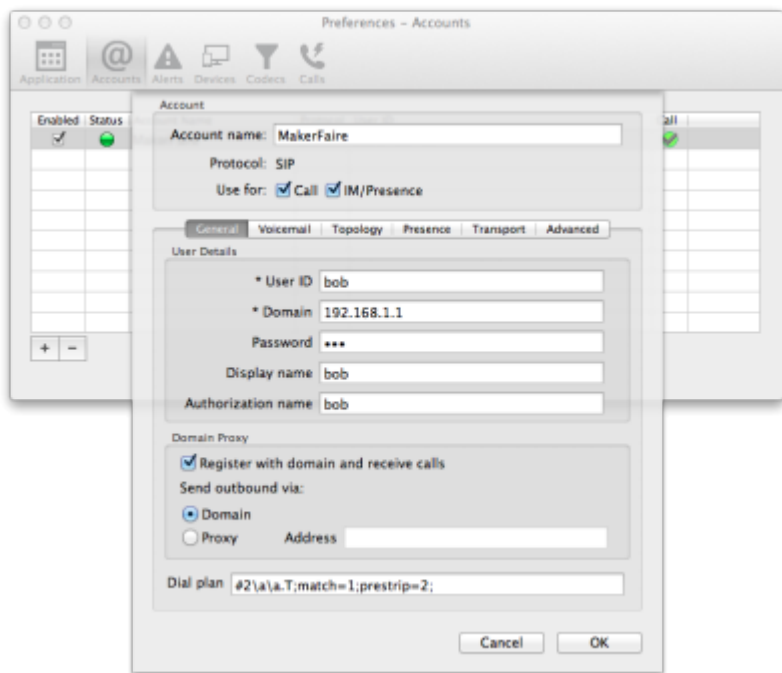 Preferences – Accounts
Application Accounts Alerts Devices Codecs Calls
Account
Enabled Status
Account name: MakerFaire
Protocol: SIP
Use for: Call IM/Presence
General Voicemail Topology Presence Transport Advanced
User Details
* User ID bob
* Domain 192.168.1.1
+ −
Password •••
Display name bob
Authorization name bob
Domain Proxy
Register with domain and receive calls
Send outbound via:
Domain
Proxy Address
Dial plan #2\a\a.T;match=1;prestrip=2;
Cancel OK